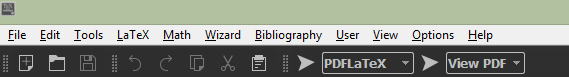 File Edit Tools LaTeX Math Wizard Bibliography User View Options Help
PDFLaTeX View PDF